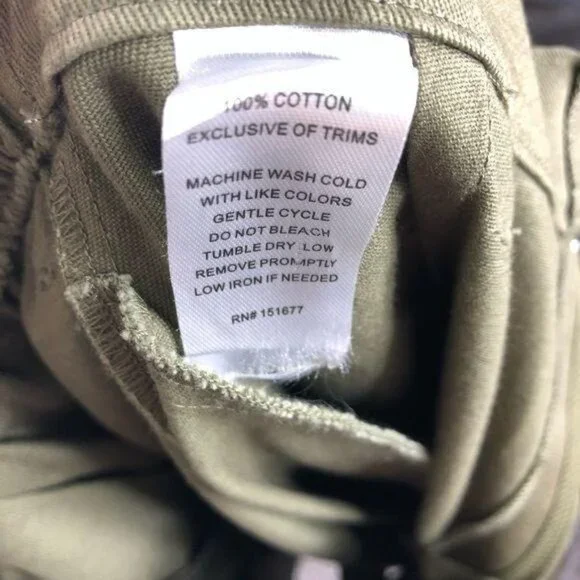 100% COTTON
EXCLUSIVE OF TRIMS
MACHINE WASH COLD
WITH LIKE COLORS
GENTLE CYCLE
DO NOT BLEACH
TUMBLE DRY LOW
REMOVE PROMPTLY
LOW IRON IF NEEDED
RN# 151677